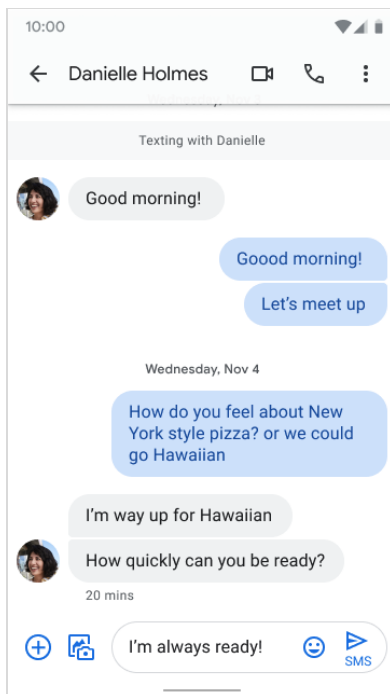 10:00
Danielle Holmes
Texting with Danielle
Good morning!
Goood morning!
Let's meet up
Wednesday, Nov 4
How do you feel about New
York style pizza? or we could
go Hawaiian
I'm way up for Hawaiian
How quickly can you be ready?
20 mins
I'm always ready!
SMS